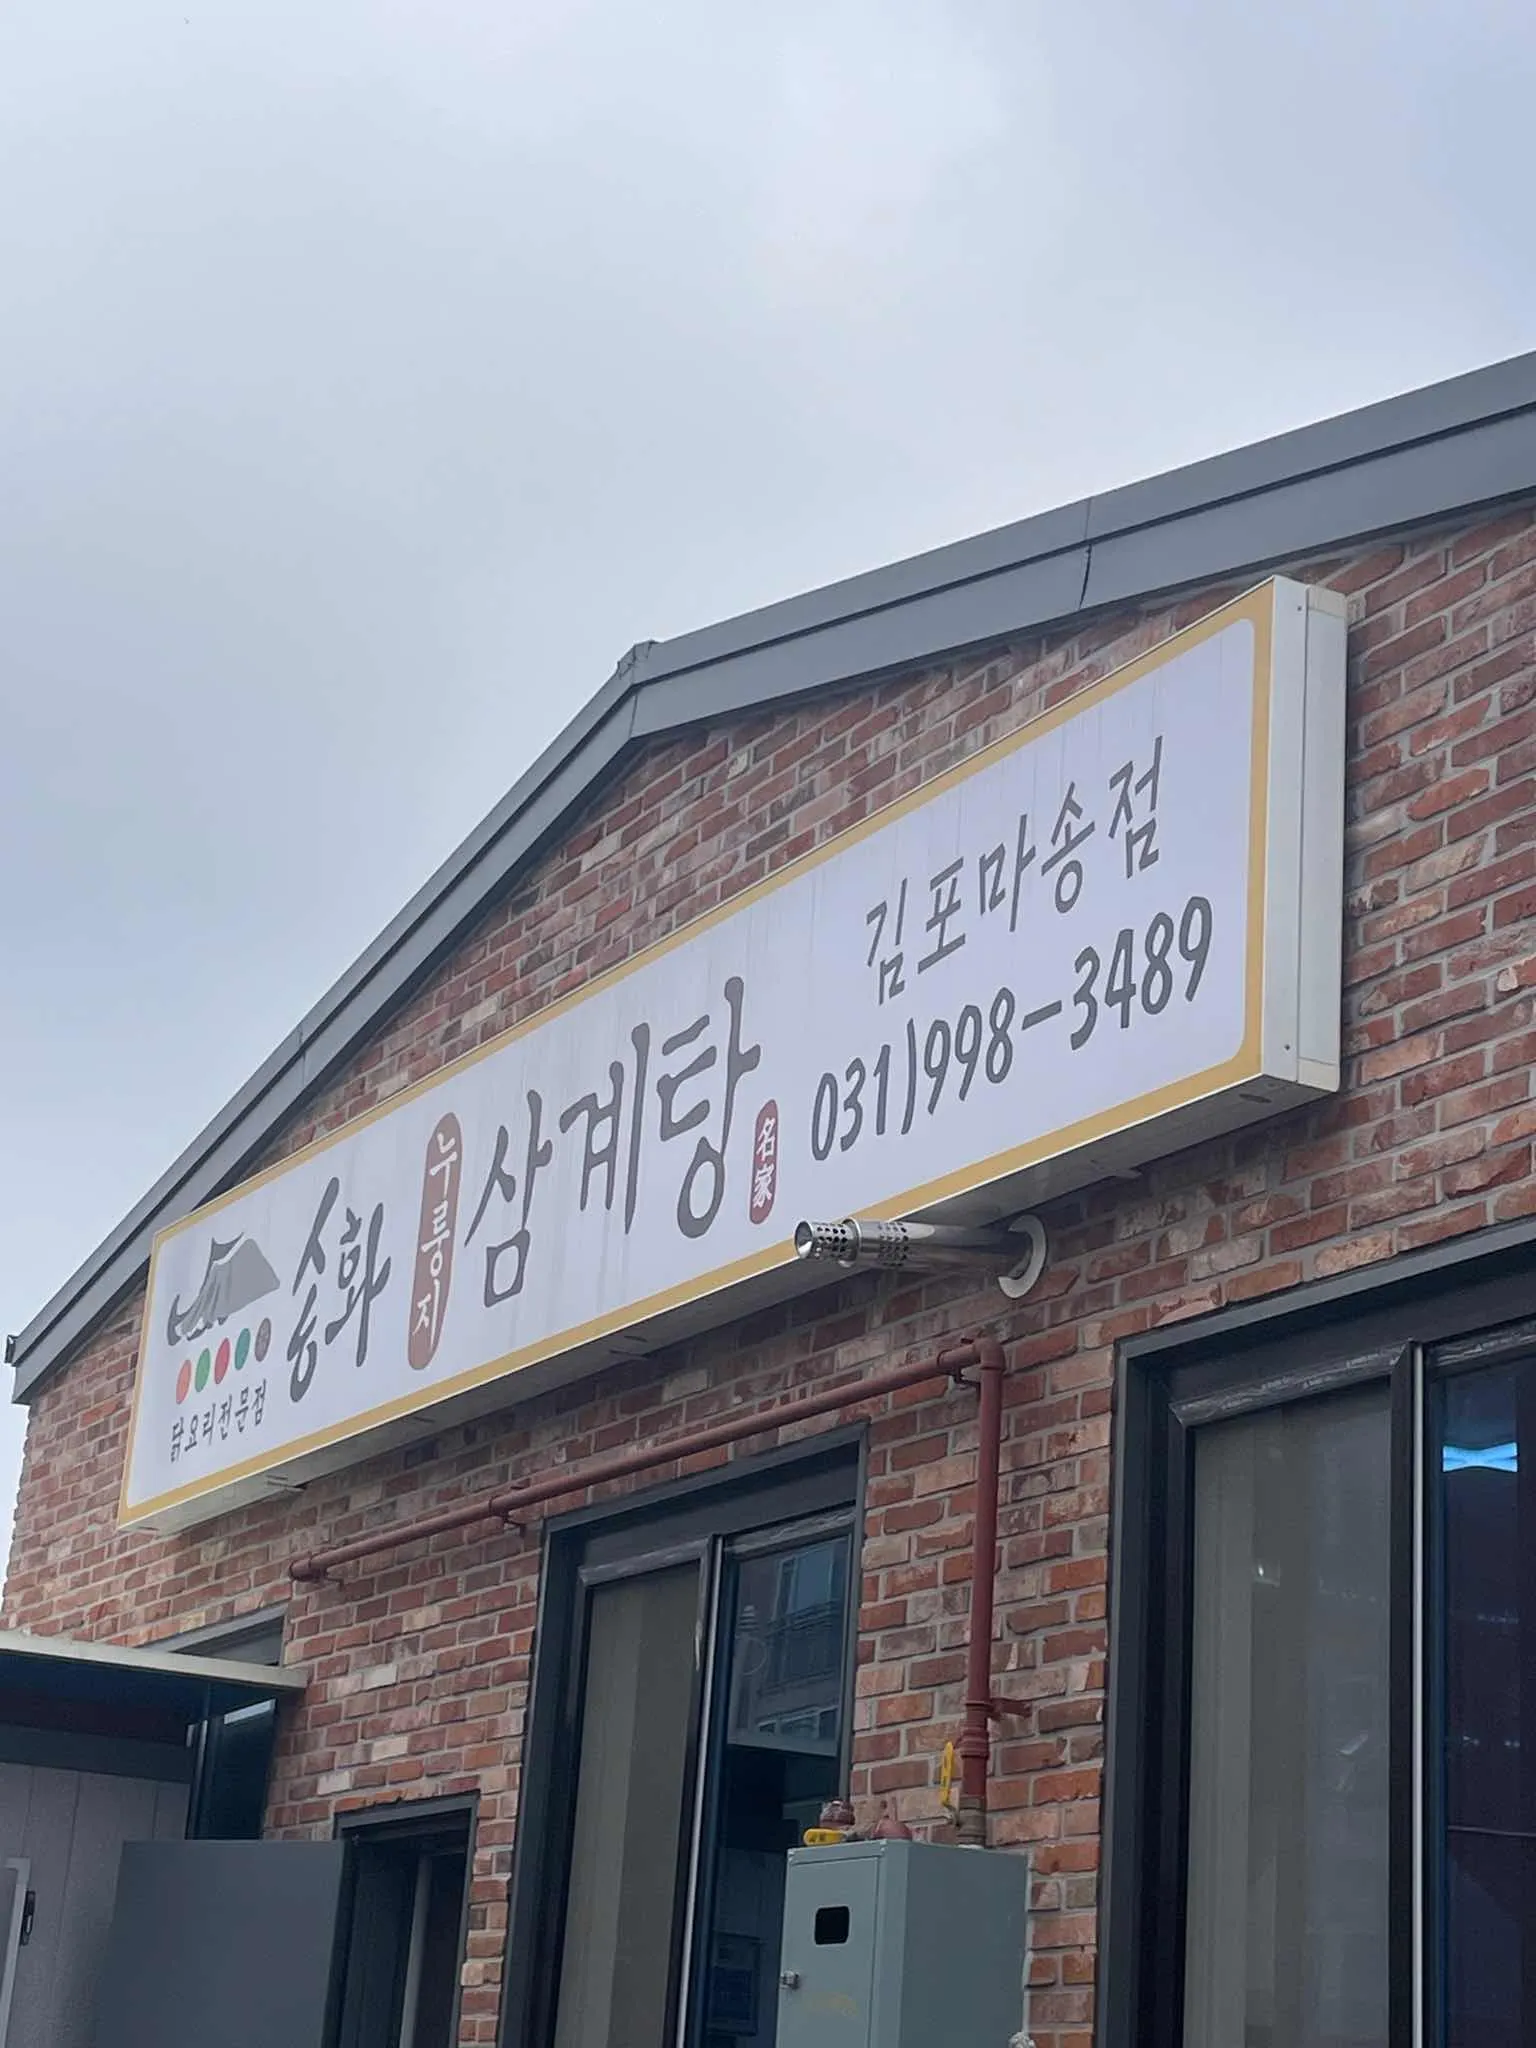 닭요리전문점
송화
누룽지
삼계탕
名家
김포마송점
031)998-3489